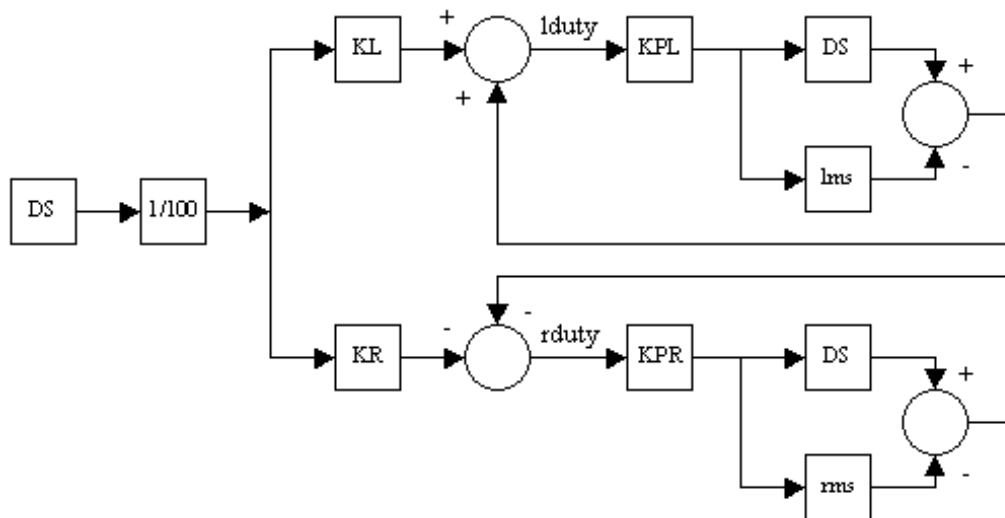 KL
+
+
lduty
KPL
DS
+
-
lms
DS
1/100
KR
-
-
rduty
KPR
DS
+
-
rms